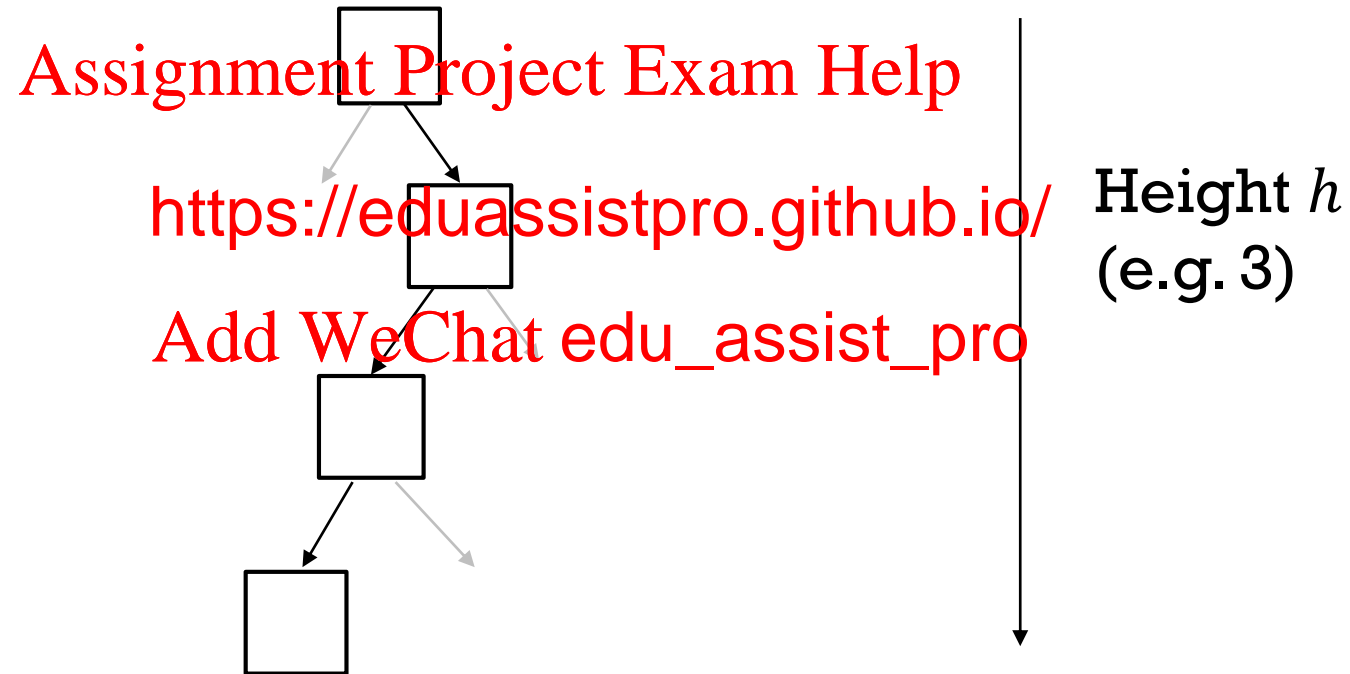 Assignment Project Exam Help
https://eduassistpro.github.io/
Height h
(e.g. 3)
Add WeChat edu_assist_pro